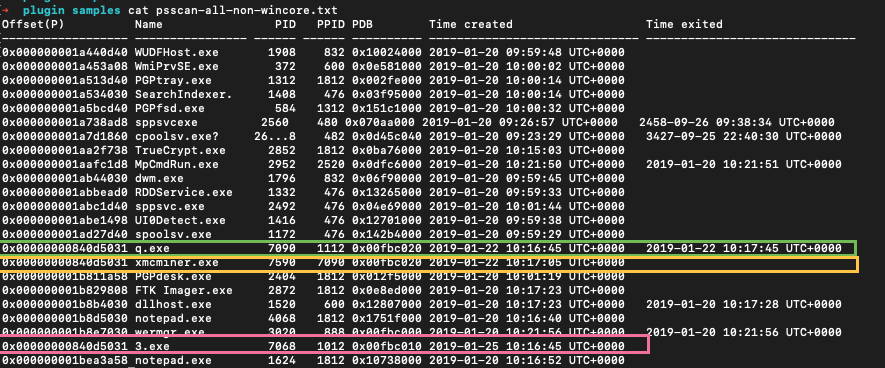 ➜ plugin samples cat psscan-all-non-wincore.txt
Offset(P) Name PID PPID PDB Time created Time exited
------------------ ---------------- ------ ------ ------------------ ------------------------------ ------------------------------
0x000000001a440d40 WUDFHost.exe 1908 832 0x10024000 2019-01-20 09:59:48 UTC+0000
0x000000001a453a08 WmiPrvSE.exe 372 600 0x0e581000 2019-01-20 10:00:02 UTC+0000
0x000000001a513d40 PGPtray.exe 1312 1812 0x002fe000 2019-01-20 10:00:14 UTC+0000
0x000000001a534030 SearchIndexer. 1408 476 0x03f95000 2019-01-20 10:00:14 UTC+0000
0x000000001a5bcd40 PGPfsd.exe 584 1312 0x151c1000 2019-01-20 10:00:32 UTC+0000
0x000000001a738ad8 sppsvcexe 2560 480 0x070aa000 2019-01-20 09:26:57 UTC+0000 2458-09-26 09:38:34 UTC+0000
0x000000001a7d1860 cpoolsv.exe? 26...8 482 0x0d45c040 2019-01-20 09:23:29 UTC+0000 3427-09-25 22:40:30 UTC+0000
0x000000001aa2f738 TrueCrypt.exe 2852 1812 0x0ba76000 2019-01-20 10:15:03 UTC+0000
0x000000001aafc1d8 MpCmdRun.exe 2952 2520 0x0dfc6000 2019-01-20 10:21:50 UTC+0000 2019-01-20 10:21:51 UTC+0000
0x000000001ab44030 dwm.exe 1796 832 0x06f90000 2019-01-20 09:59:45 UTC+0000
0x000000001abbead0 RDDService.exe 1332 476 0x13265000 2019-01-20 09:59:33 UTC+0000
0x000000001abc1d40 sppsvc.exe 2492 476 0x04e69000 2019-01-20 10:01:44 UTC+0000
0x000000001abe1498 UI0Detect.exe 1416 476 0x12701000 2019-01-20 09:59:38 UTC+0000
0x000000001ad27d40 spoolsv.exe 1172 476 0x142b4000 2019-01-20 09:59:29 UTC+0000
0x00000000840d5031 q.exe 7090 1112 0x00fbc020 2019-01-22 10:16:45 UTC+0000 2019-01-22 10:17:45 UTC+0000
0x00000000840d5031 xmcminer.exe 7590 7090 0x00fbc020 2019-01-22 10:17:05 UTC+0000
0x000000001b811a58 PGPdesk.exe 2404 1812 0x012f5000 2019-01-20 10:01:19 UTC+0000
0x000000001b829808 FTK Imager.exe 2872 1812 0x0e8ed000 2019-01-20 10:17:23 UTC+0000
0x000000001b8b4030 dllhost.exe 1520 600 0x12807000 2019-01-20 10:17:23 UTC+0000 2019-01-20 10:17:28 UTC+0000
0x000000001b8d5030 notepad.exe 4068 1812 0x1751f000 2019-01-20 10:16:40 UTC+0000
0x000000001b8e7030 wermgr.exe 3020 888 0x00fbc000 2019-01-20 10:21:56 UTC+0000 2019-01-20 10:21:56 UTC+0000
0x00000000840d5031 3.exe 7068 1012 0x00fbc010 2019-01-25 10:16:45 UTC+0000
0x000000001bea3a58 notepad.exe 1624 1812 0x10738000 2019-01-20 10:16:52 UTC+0000